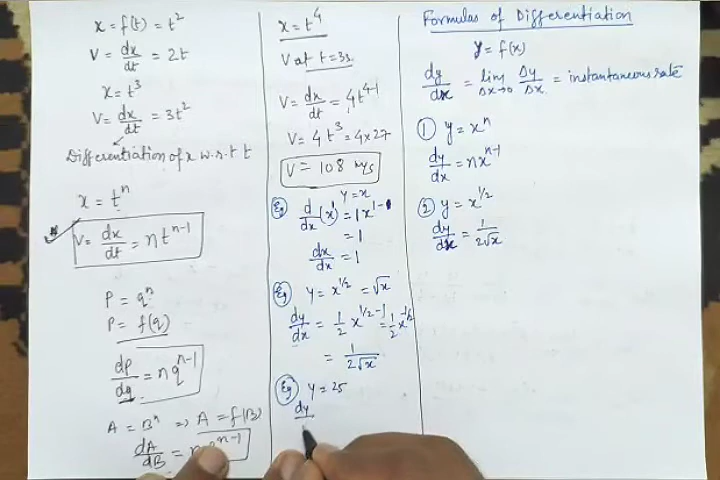 x = f(t) = t²
V = dx/dt = 2t
x = t³
V = dx/dt = 3t²
Differentiation of x w.r.t t
x = tⁿ
V = dx/dt = n tⁿ⁻¹
P = qⁿ
P = f(q)
dP/dq = n qⁿ⁻¹
A = Bⁿ ⇒ A = f(B)
dA/dB = n
x = t⁴
V at t = 3s
V = dx/dt = 4t⁴⁻¹
V = 4t³ = 4×27
V = 108 m/s
Eg y = x
d/dx (x¹) = 1x¹⁻¹
= 1
dx/dx = 1
Eg y = x^1/2 = √x
dy/dx = 1/2 x^1/2-1 = 1/2 x^-1/2
= 1/2√x
Eg y = 25
dy
Formulas of Differentiation
y = f(x)
dy/dx = lim Δx→0 Δy/Δx = instantaneous rate
① y = xⁿ
dy/dx = nxⁿ⁻¹
② y = x^1/2
dy/dx = 1/2√x